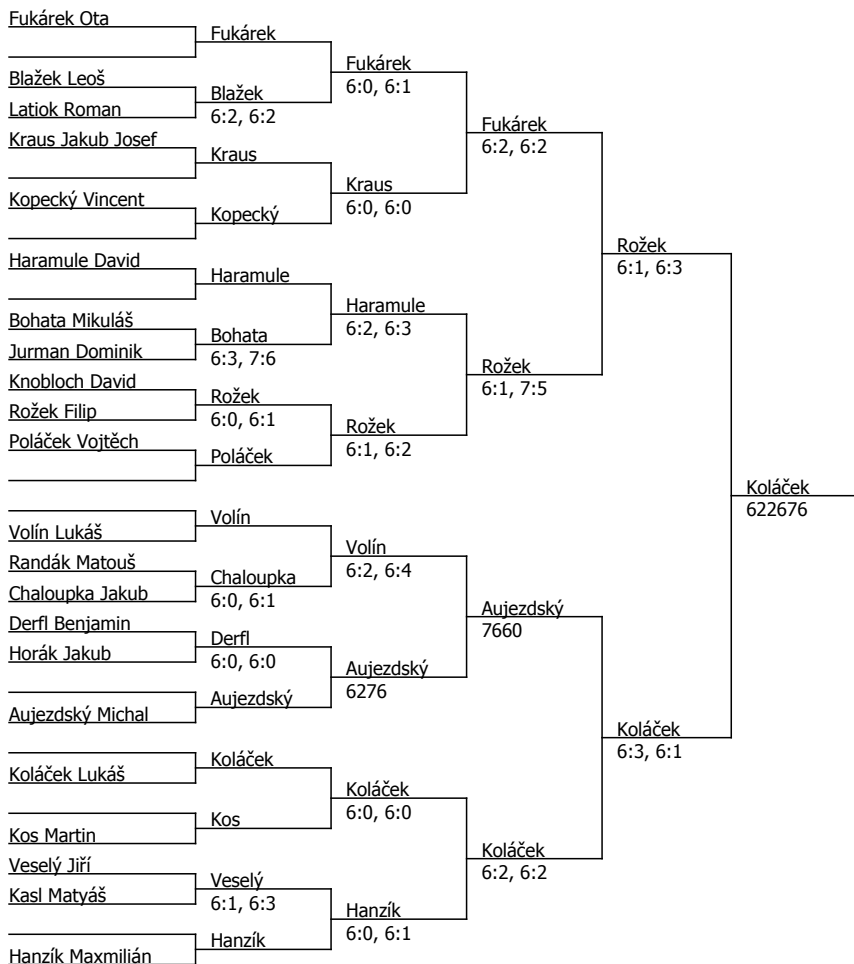 Fukárek Ota
Fukárek
Fukárek
6:0, 6:1
Blažek Leoš
Blažek
6:2, 6:2
Latiok Roman
Fukárek
6:2, 6:2
Kraus Jakub Josef
Kraus
Kraus
6:0, 6:0
Kopecký Vincent
Kopecký
Rožek
6:1, 6:3
Haramule David
Haramule
Haramule
6:2, 6:3
Bohata Mikuláš
Bohata
6:3, 7:6
Jurman Dominik
Rožek
6:1, 7:5
Knobloch David
Rožek
6:0, 6:1
Rožek Filip
Rožek
6:1, 6:2
Poláček Vojtěch
Poláček
Koláček
622676
Volín
Volín Lukáš
Volín
6:2, 6:4
Randák Matouš
Chaloupka
6:0, 6:1
Chaloupka Jakub
Aujezdský
7660
Derfl Benjamin
Derfl
6:0, 6:0
Horák Jakub
Aujezdský
6276
Aujezdský
Aujezdský Michal
Koláček
6:3, 6:1
Koláček
Koláček Lukáš
Koláček
6:0, 6:0
Kos
Kos Martin
Koláček
6:2, 6:2
Veselý Jiří
Veselý
6:1, 6:3
Kasl Matyáš
Hanzík
6:0, 6:1
Hanzík
Hanzík Maxmilián